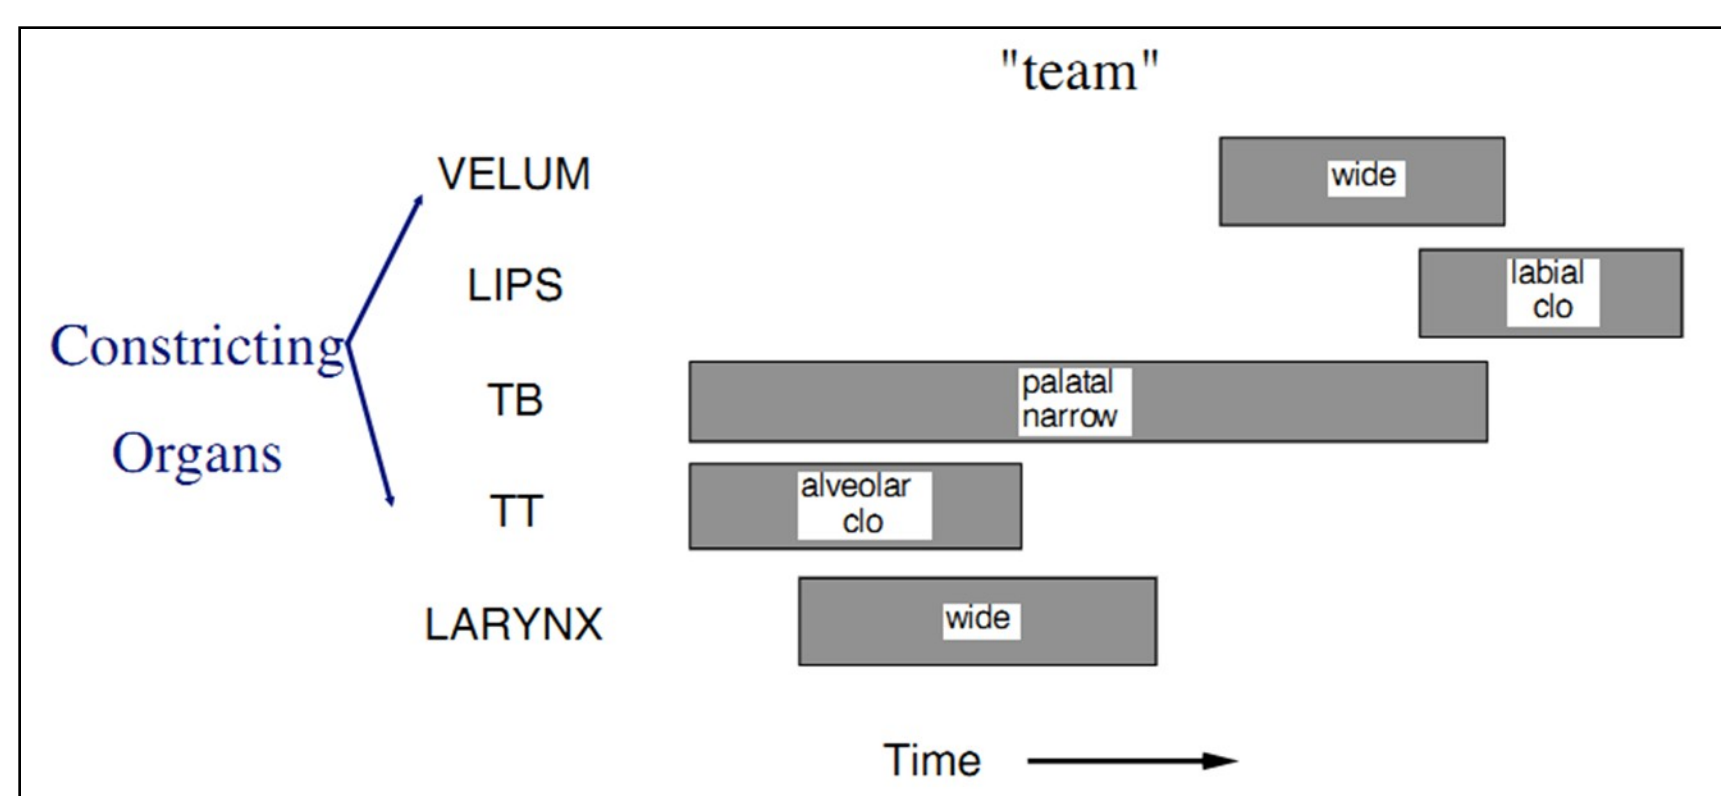 "team"
VELUM
wide
LIPS
labial
clo
Constricting
Organs
TB
palatal
narrow
TT
alveolar
clo
LARYNX
wide
Time